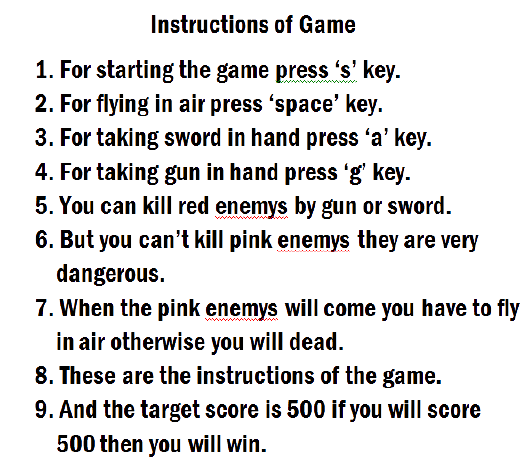 Instructions of Game
1. For starting the game press ‘s’ key.
2. For flying in air press ‘space’ key.
3. For taking sword in hand press ‘a’ key.
4. For taking gun in hand press ‘g’ key.
5. You can kill red enemys by gun or sword.
6. But you can’t kill pink enemys they are very
dangerous.
7. When the pink enemys will come you have to fly
in air otherwise you will dead.
8. These are the instructions of the game.
9. And the target score is 500 if you will score
500 then you will win.